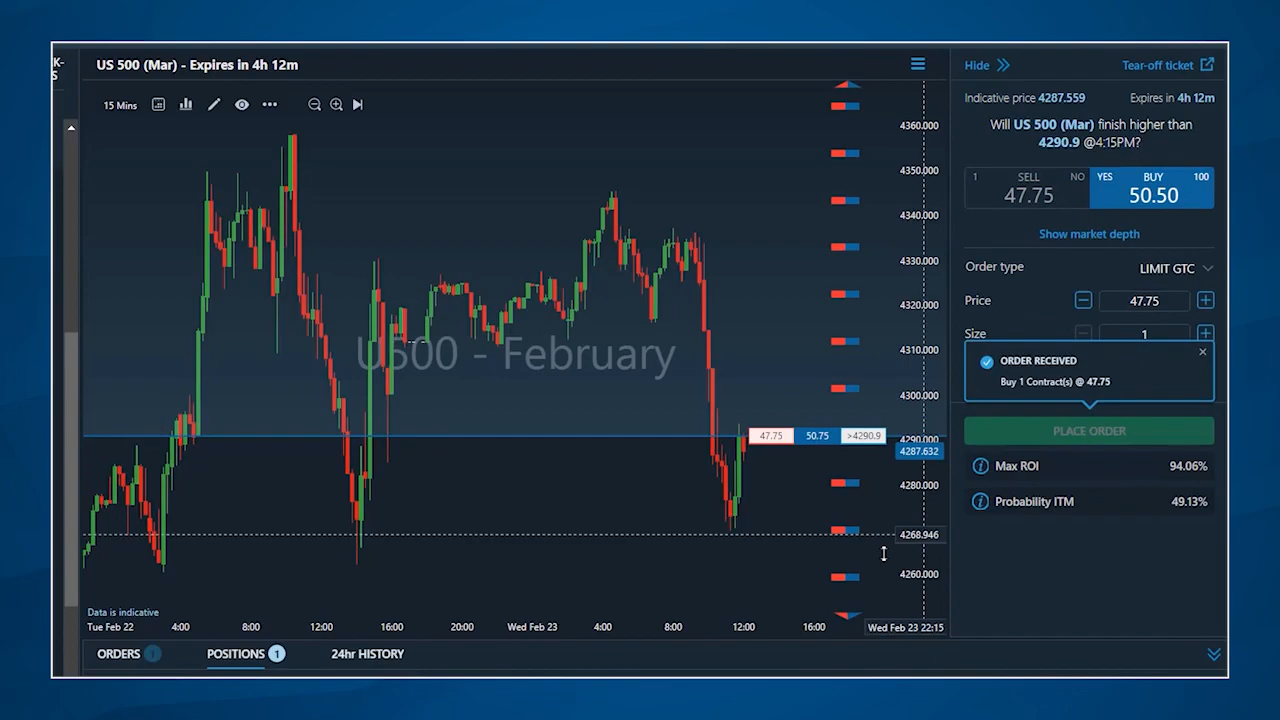 K-
S
US 500 (Mar) - Expires in 4h 12m
Hide
Tear-off ticket
15 Mins
Indicative price 4287.559
Expires in 4h 12m
Will US 500 (Mar) finish higher than
4290.9 @4:15PM?
1 SELL NO
47.75
YES BUY 100
50.50
Show market depth
Order type
LIMIT GTC
Price
47.75
Size
1
ORDER RECEIVED
Buy 1 Contract(s) @ 47.75
PLACE ORDER
Max ROI
94.06%
Probability ITM
49.13%
4360.000
4350.000
4340.000
4330.000
4320.000
4310.000
4300.000
4290.000
4287.632
4280.000
4268.946
4260.000
US00 - February
47.75 50.75 >4290.9
Data is indicative
Tue Feb 22 4:00 8:00 12:00 16:00 20:00 Wed Feb 23 4:00 8:00 12:00 16:00 Wed Feb 23 22:15
ORDERS 1
POSITIONS 1
24hr HISTORY